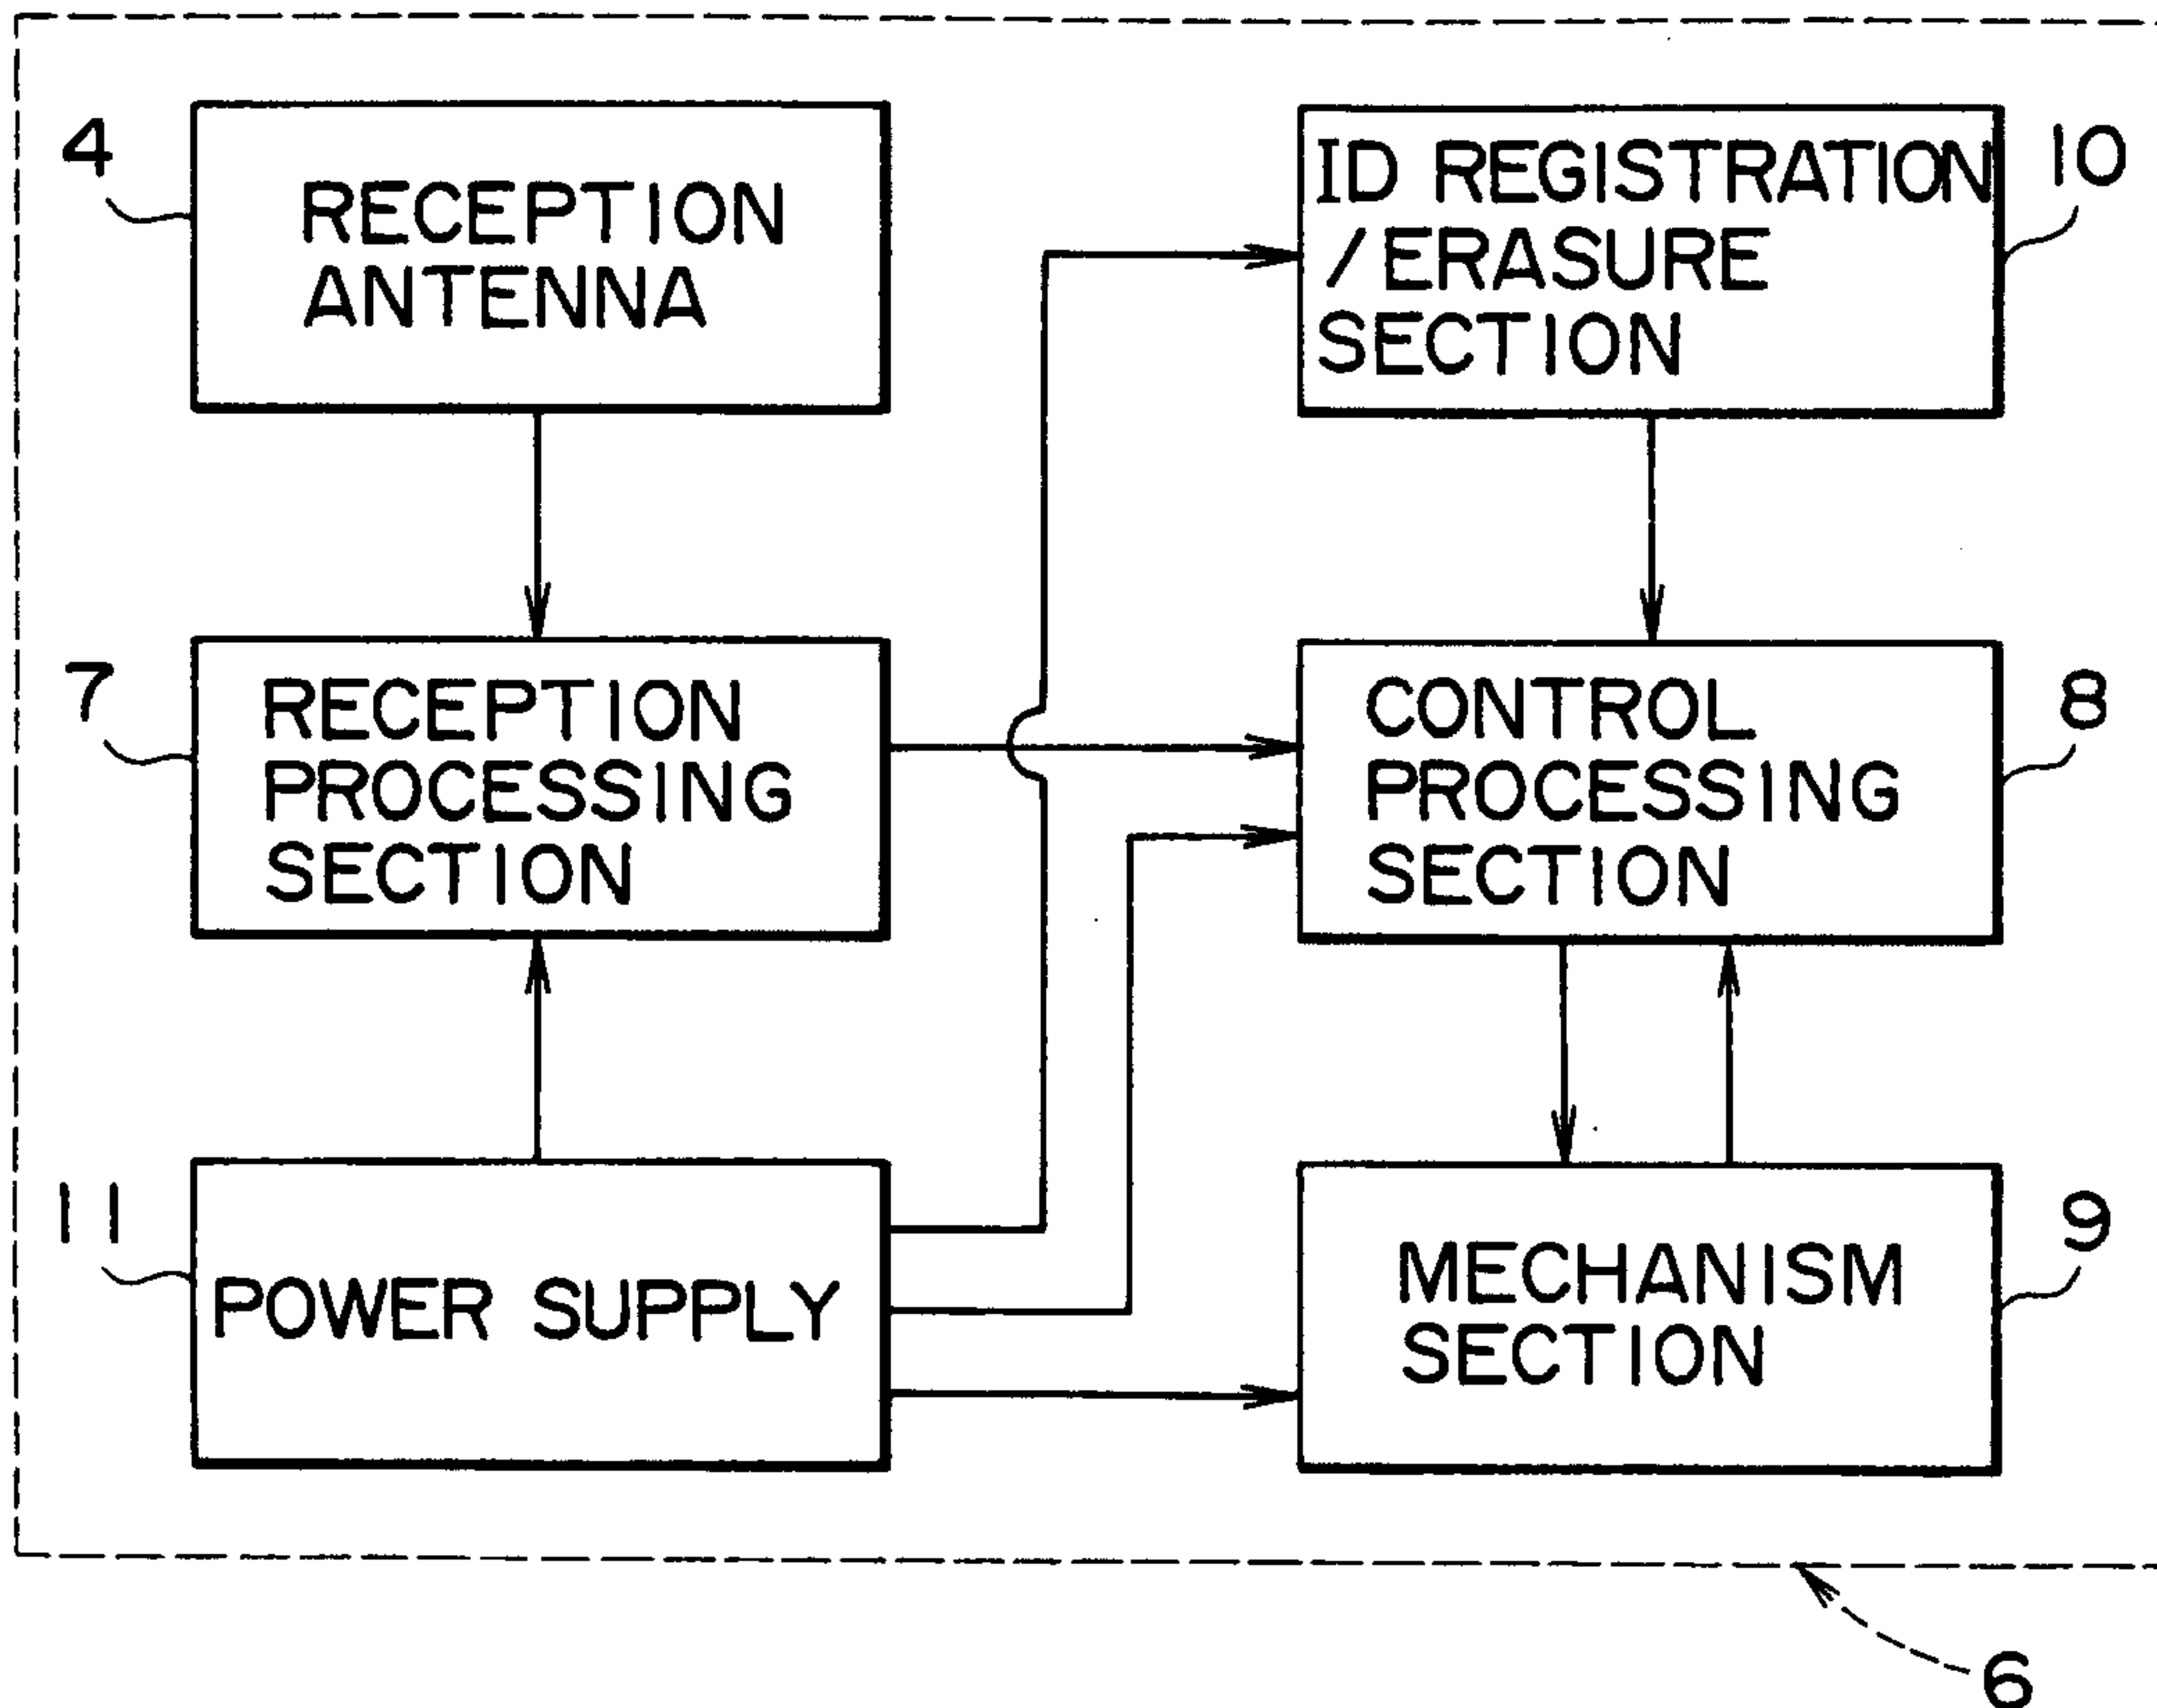 4
RECEPTION
ANTENNA
ID REGISTRATION
/ERASURE
SECTION
10
7
RECEPTION
PROCESSING
SECTION
CONTROL
PROCESSING
SECTION
8
11
POWER SUPPLY
MECHANISM
SECTION
9
6